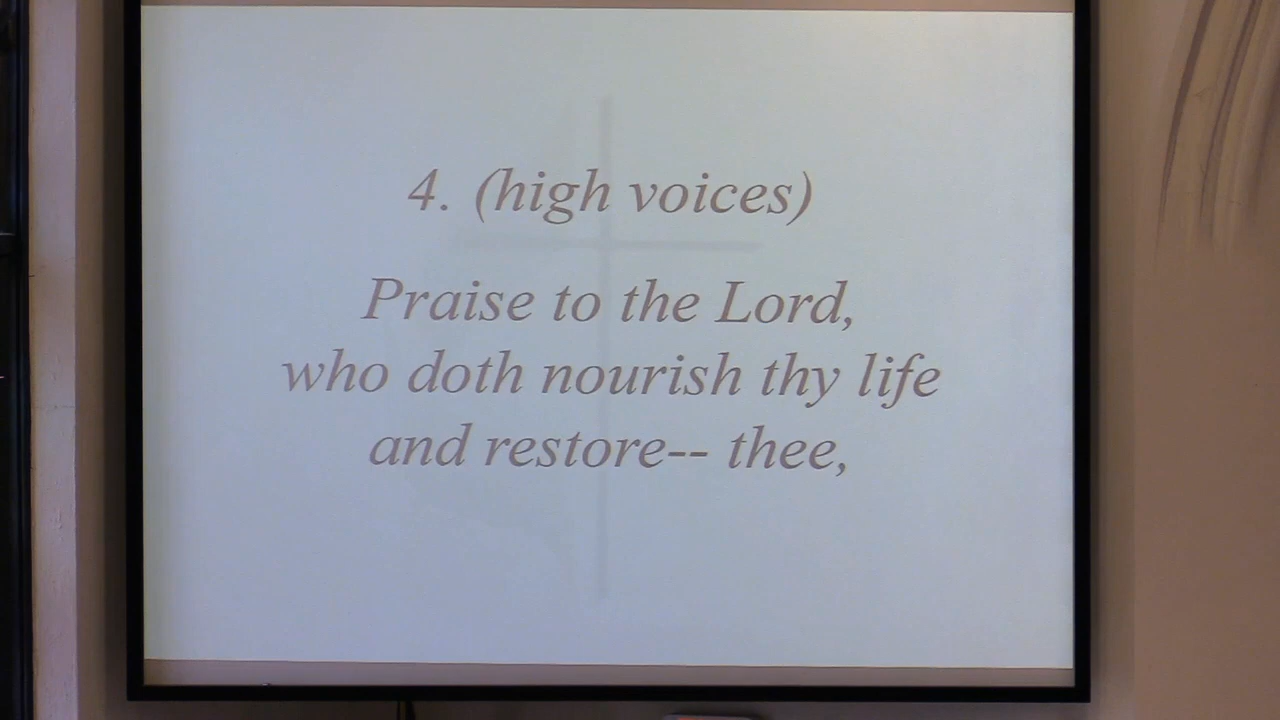 4. (high voices)
Praise to the Lord,
who doth nourish thy life
and restore-- thee,